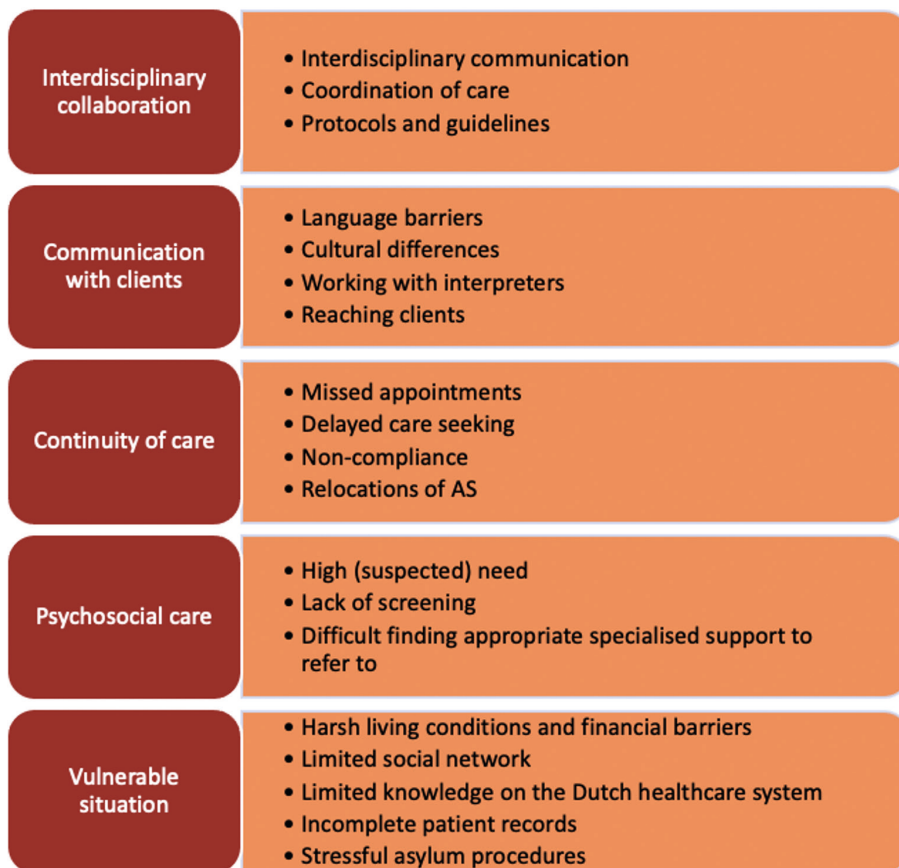 Interdisciplinary
collaboration
• Interdisciplinary communication
• Coordination of care
• Protocols and guidelines
Communication
with clients
• Language barriers
• Cultural differences
• Working with interpreters
• Reaching clients
Continuity of care
• Missed appointments
• Delayed care seeking
• Non-compliance
• Relocations of AS
Psychosocial care
• High (suspected) need
• Lack of screening
• Difficult finding appropriate specialised support to
refer to
Vulnerable
situation
• Harsh living conditions and financial barriers
• Limited social network
• Limited knowledge on the Dutch healthcare system
• Incomplete patient records
• Stressful asylum procedures